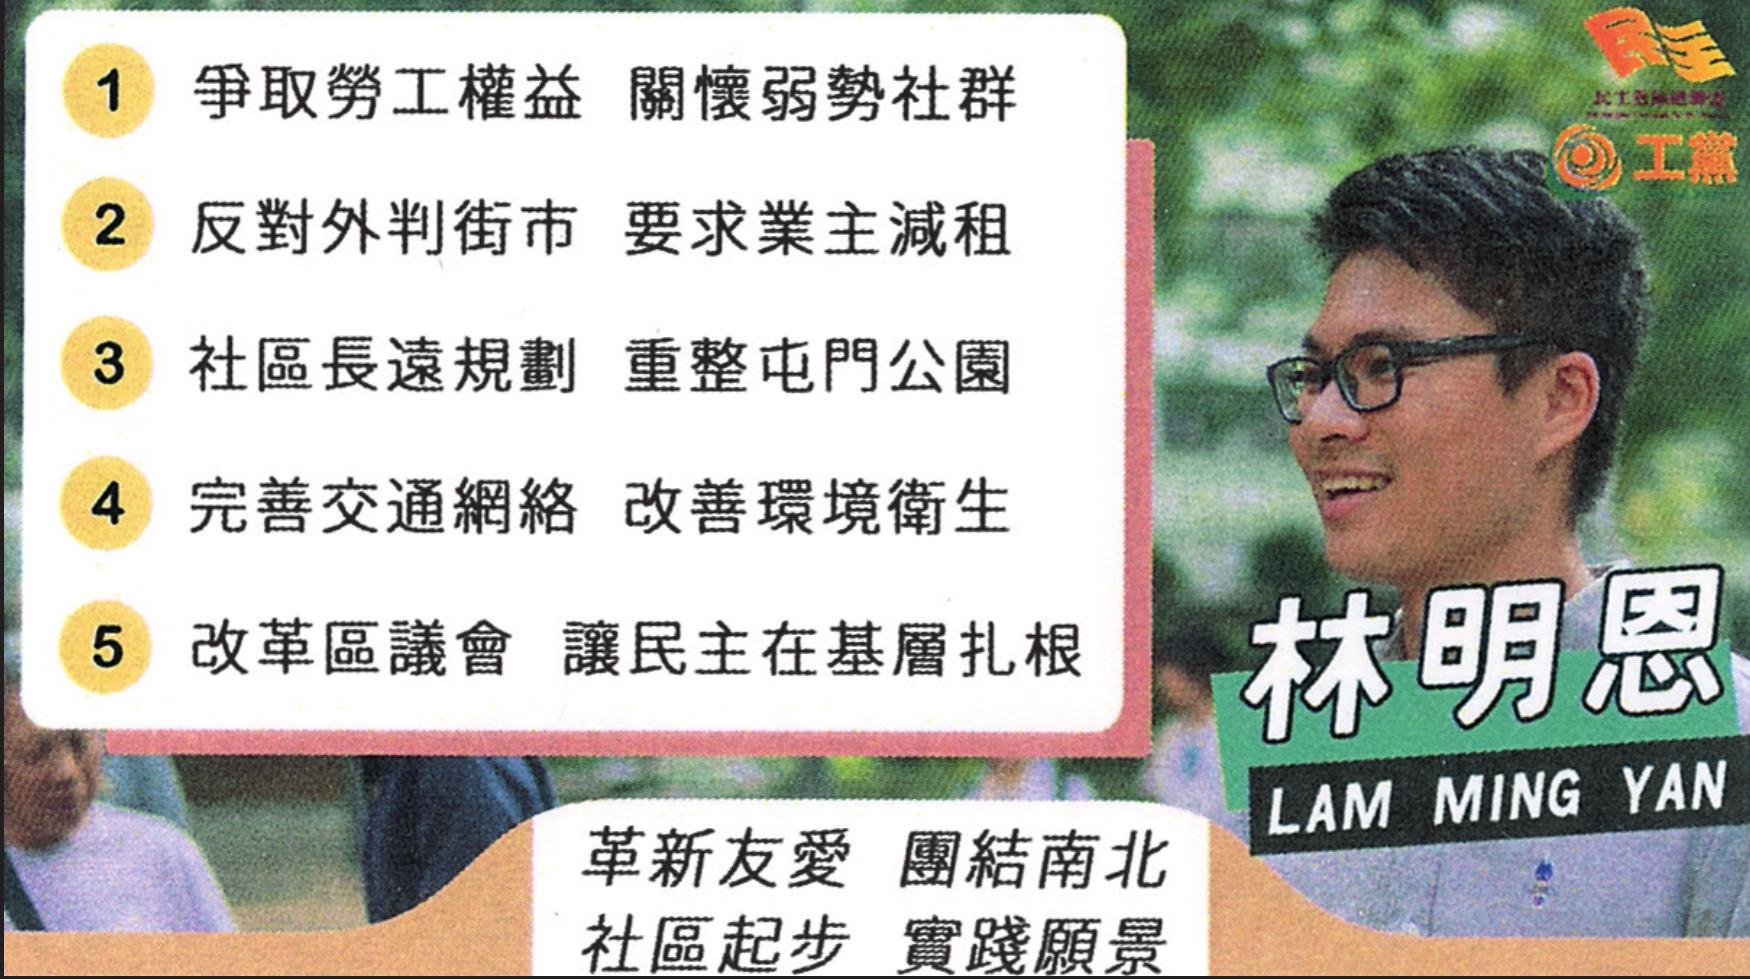 1 爭取勞工權益 關懷弱勢社群
2 反對外判街市 要求業主減租
3 社區長遠規劃 重整屯門公園
4 完善交通網絡 改善環境衛生
5 改革區議會 讓民主在基層扎根
民主
工黨
林明恩
LAM MING YAN
革新友愛 團結南北
社區起步 實踐願景